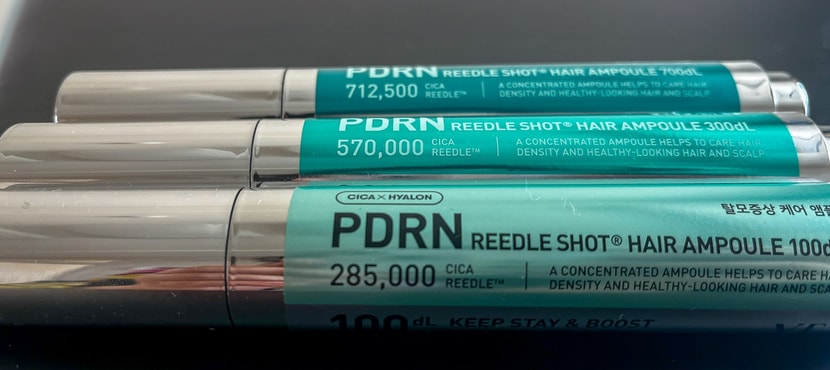 PDRN REEDLE SHOT® HAIR AMPOULE 700dL
712,500 CICA REEDLE™
A CONCENTRATED AMPOULE HELPS TO CARE HAIR
DENSITY AND HEALTHY-LOOKING HAIR AND SCALP
PDRN REEDLE SHOT® HAIR AMPOULE 300dL
570,000 CICA REEDLE™
A CONCENTRATED AMPOULE HELPS TO CARE HAIR
DENSITY AND HEALTHY-LOOKING HAIR AND SCALP.
CICA X HYALON
탈모증상 케어
PDRN REEDLE SHOT® HAIR AMPOULE 100d
285,000 CICA REEDLE™
A CONCENTRATED AMPOULE HELPS TO CARE
DENSITY AND HEALTHY-LOOKING HAIR AND
100dL KEEP STAY & BOOST